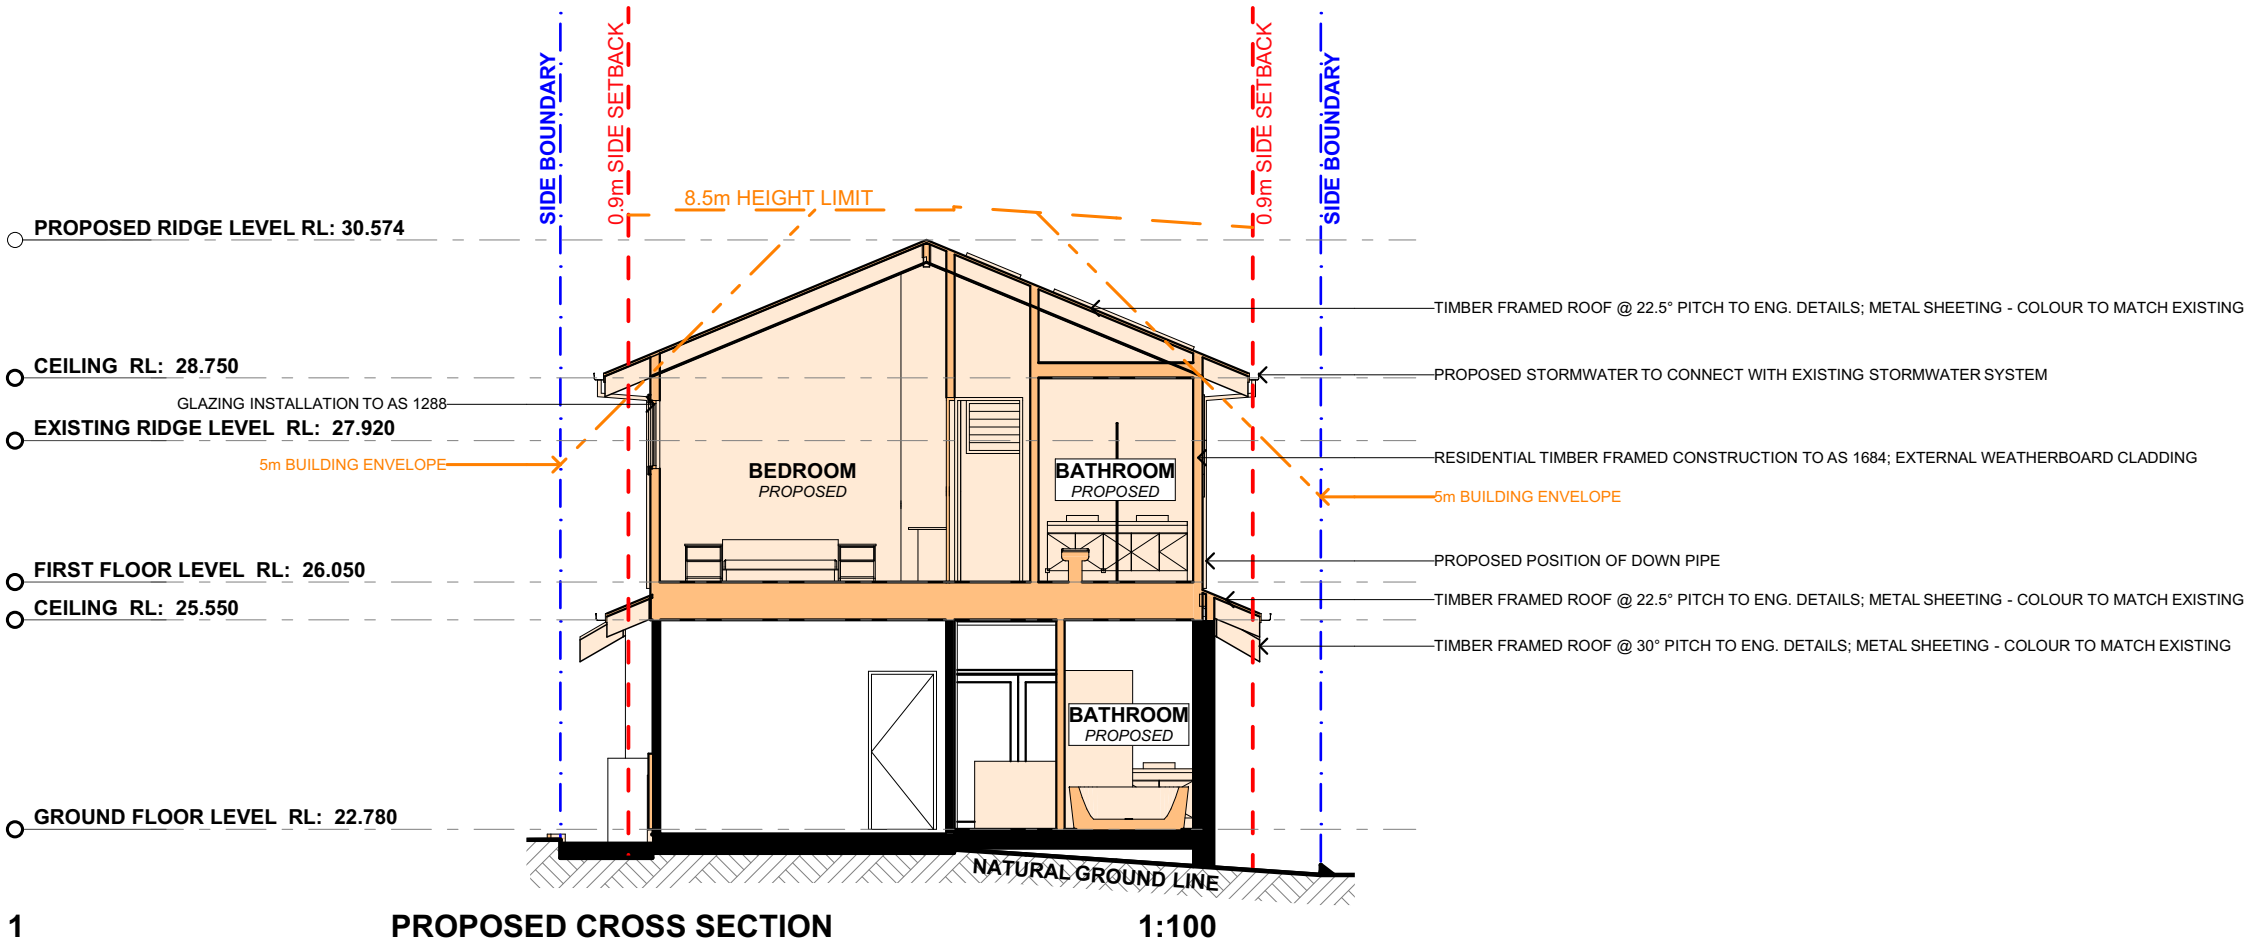 SIDE BOUNDARY
0.9m SIDE SETBACK
0.9m SIDE SETBACK
SIDE BOUNDARY
8.5m HEIGHT LIMIT
PROPOSED RIDGE LEVEL RL: 30.574
TIMBER FRAMED ROOF @ 22.5° PITCH TO ENG. DETAILS; METAL SHEETING - COLOUR TO MATCH EXISTING
CEILING RL: 28.750
PROPOSED STORMWATER TO CONNECT WITH EXISTING STORMWATER SYSTEM
GLAZING INSTALLATION TO AS 1288
EXISTING RIDGE LEVEL RL: 27.920
5m BUILDING ENVELOPE
RESIDENTIAL TIMBER FRAMED CONSTRUCTION TO AS 1684; EXTERNAL WEATHERBOARD CLADDING
BEDROOM
PROPOSED
BATHROOM
PROPOSED
5m BUILDING ENVELOPE
PROPOSED POSITION OF DOWN PIPE
FIRST FLOOR LEVEL RL: 26.050
TIMBER FRAMED ROOF @ 22.5° PITCH TO ENG. DETAILS; METAL SHEETING - COLOUR TO MATCH EXISTING
CEILING RL: 25.550
TIMBER FRAMED ROOF @ 30° PITCH TO ENG. DETAILS; METAL SHEETING - COLOUR TO MATCH EXISTING
BATHROOM
PROPOSED
GROUND FLOOR LEVEL RL: 22.780
NATURAL GROUND LINE
1 PROPOSED CROSS SECTION 1:100